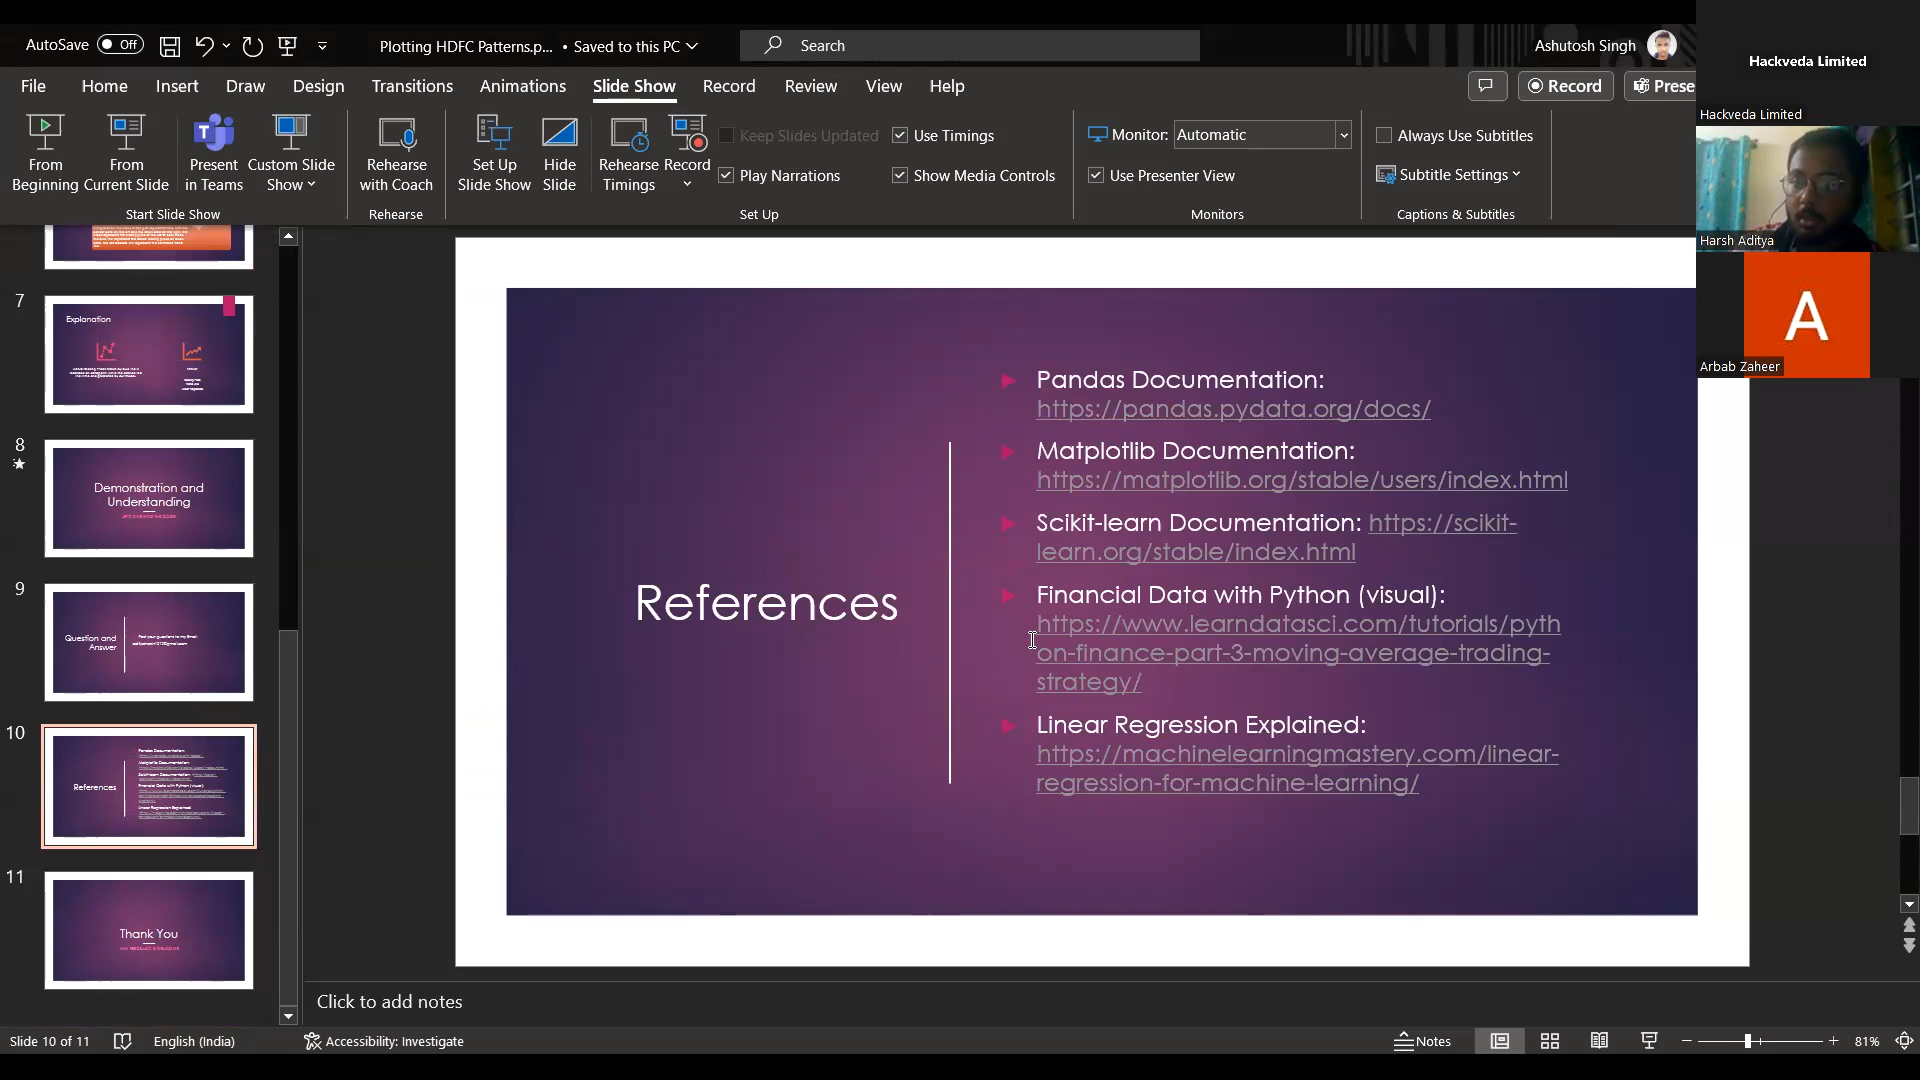 AutoSave Off Plotting HDFC Patterns.p... • Saved to this PC Search Ashutosh Singh
File Home Insert Draw Design Transitions Animations Slide Show Record Review View Help Record Prese
From Beginning
From Current Slide
Present in Teams
Custom Slide Show
Start Slide Show
Rehearse with Coach
Rehearse
Set Up Slide Show
Hide Slide
Rehearse Timings
Record
Keep Slides Updated
Play Narrations
Use Timings
Show Media Controls
Set Up
Monitor: Automatic
Use Presenter View
Monitors
Always Use Subtitles
Subtitle Settings
Captions & Subtitles
Hackveda Limited
Hackveda Limited
Harsh Aditya
A
Arbab Zaheer
7
Explanation
8
Demonstration and
Understanding
9
Question and
Answer
10
References
11
Thank You
References
Pandas Documentation:
https://pandas.pydata.org/docs/
Matplotlib Documentation:
https://matplotlib.org/stable/users/index.html
Scikit-learn Documentation: https://scikit-
learn.org/stable/index.html
Financial Data with Python (visual):
https://www.learndatasci.com/tutorials/pyth
on-finance-part-3-moving-average-trading-
strategy/
Linear Regression Explained:
https://machinelearningmastery.com/linear-
regression-for-machine-learning/
Click to add notes
Slide 10 of 11 English (India) Accessibility: Investigate Notes 81%